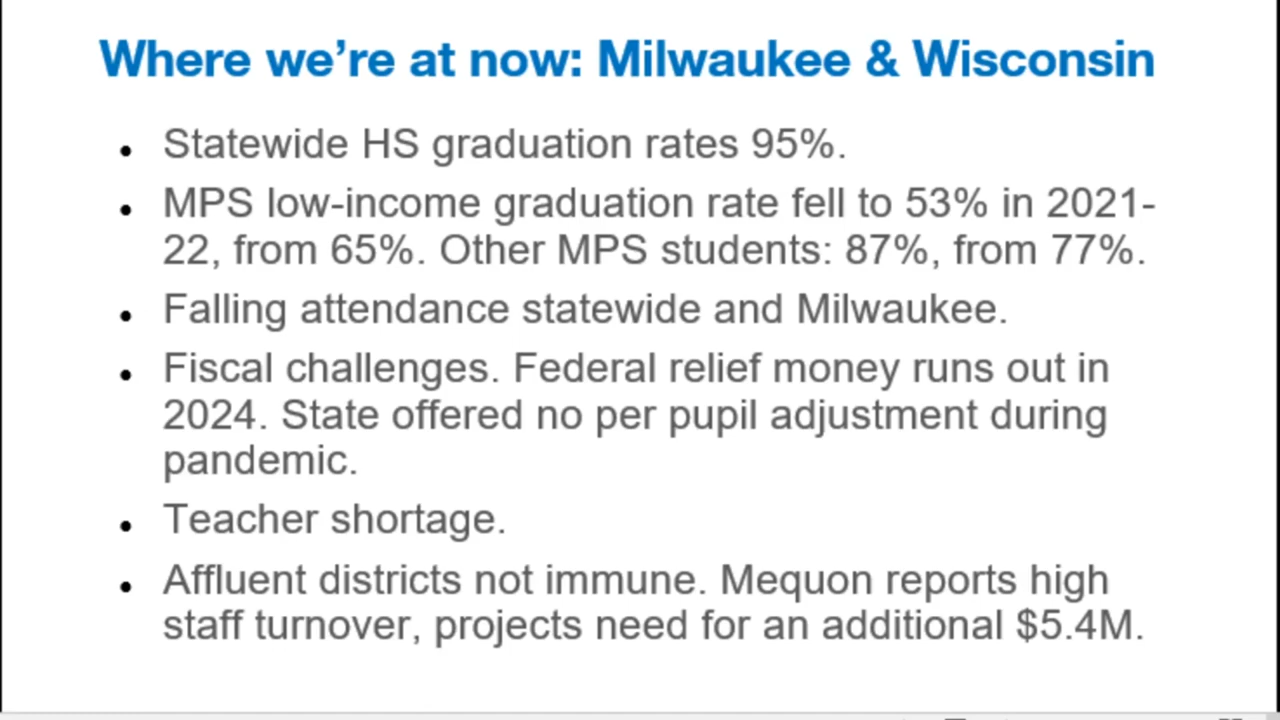 Where we’re at now: Milwaukee & Wisconsin
• Statewide HS graduation rates 95%.
• MPS low-income graduation rate fell to 53% in 2021-
22, from 65%. Other MPS students: 87%, from 77%.
• Falling attendance statewide and Milwaukee.
• Fiscal challenges. Federal relief money runs out in
2024. State offered no per pupil adjustment during
pandemic.
• Teacher shortage.
• Affluent districts not immune. Mequon reports high
staff turnover, projects need for an additional $5.4M.